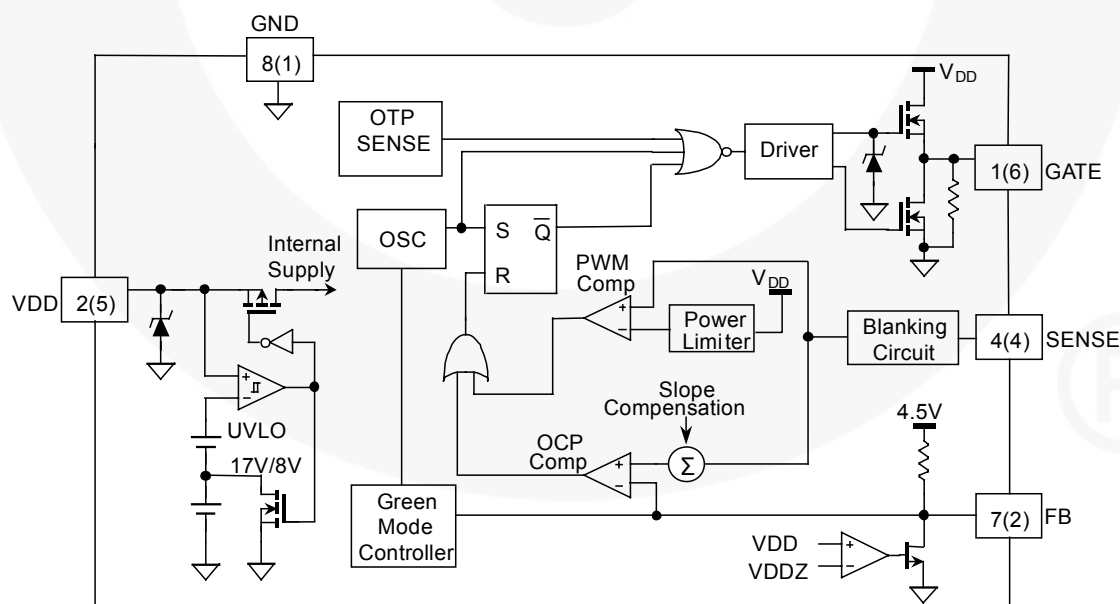 GND
8(1)
OTP
SENSE
Driver
V_DD
1(6) GATE
OSC
S Q̅
R
Internal
Supply
VDD 2(5)
PWM
Comp
+
−
V_DD
Power
Limiter
Blanking
Circuit
4(4) SENSE
+
−
UVLO
17V/8V
Slope
Compensation
Σ
OCP
Comp
+
−
4.5V
Green
Mode
Controller
7(2) FB
VDD +
VDDZ −